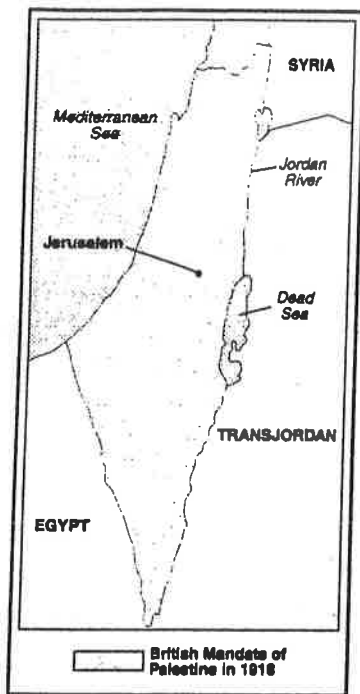 SYRIA
Mediterranean
Sea
Jordan
River
Jerusalem
Dead
Sea
TRANSJORDAN
EGYPT
British Mandate of
Palestine in 1918